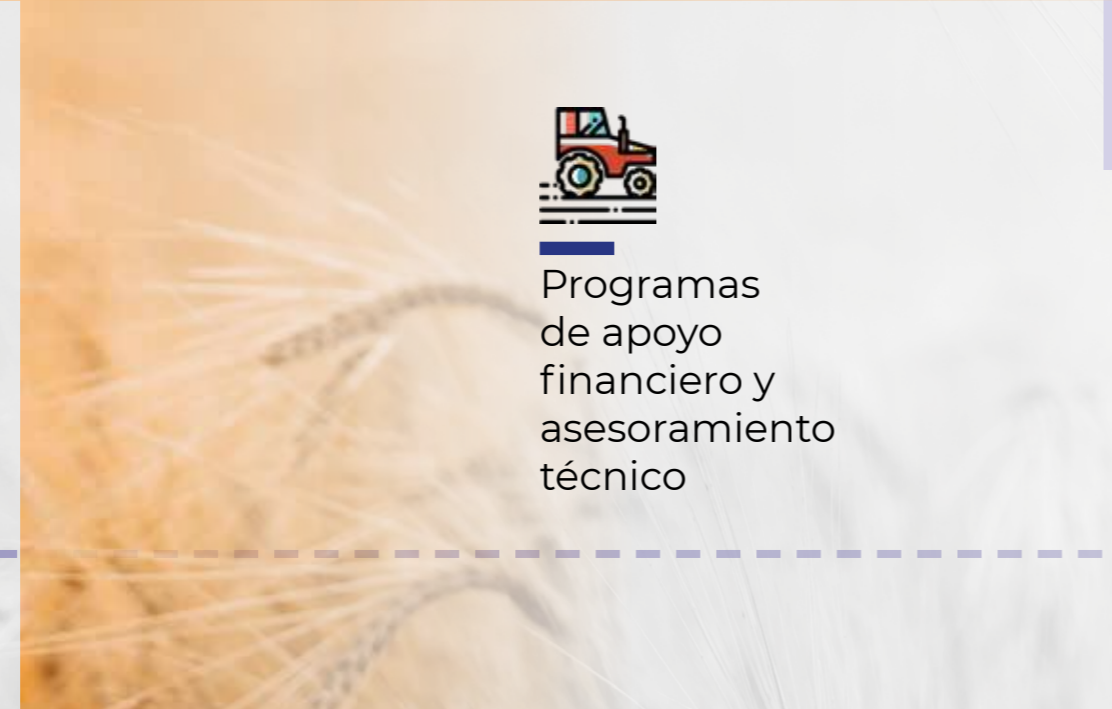 Programas
de apoyo
financiero y
asesoramiento
técnico